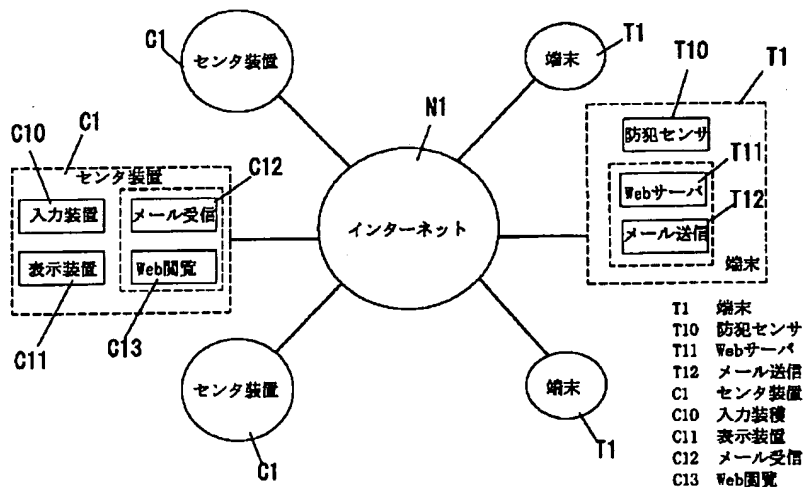 C1
センタ装置
端末
T1
T10
T1
防犯センサ
T11
Webサーバ
T12
メール送信
端末
N1
インターネット
C10
C1
C12
センタ装置
入力装置
メール受信
表示装置
Web閲覧
C11
C13
センタ装置
C1
端末
T1
T1 端末
T10 防犯センサ
T11 Webサーバ
T12 メール送信
C1 センタ装置
C10 入力装穫
C11 表示装置
C12 メール受信
C13 Web閲覧